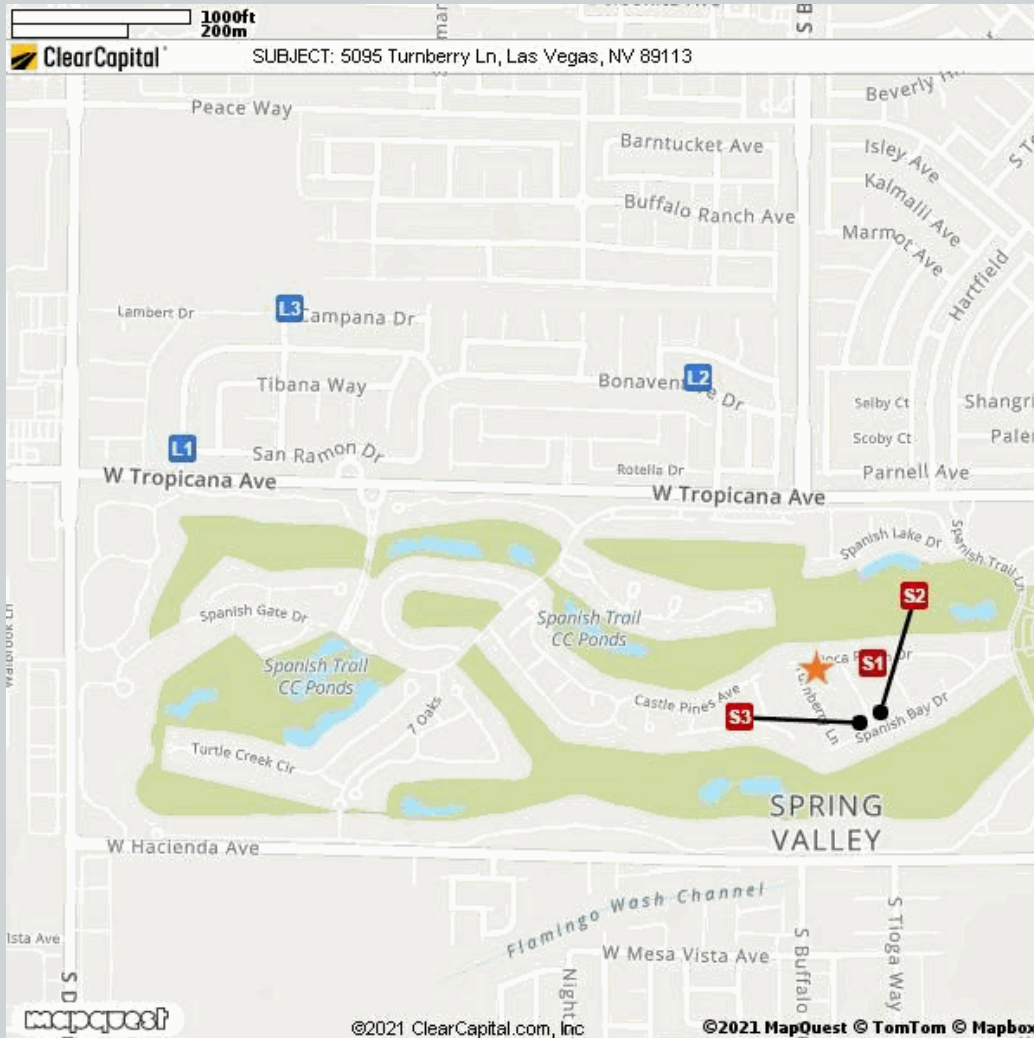 1000ft
200m
ClearCapital
SUBJECT: 5095 Turnberry Ln, Las Vegas, NV 89113
Peace Way
Beverly
Barntucket Ave
Isley Ave
Kalmalli Ave
Buffalo Ranch Ave
Marmot Ave
Hartfield
Lambert Dr
L3
Campana Dr
Tibana Way
L2
Bonaventure Dr
Selby Ct
Shangri
Scoby Ct
L1
San Ramon Dr
Rotella Dr
Parnell Ave
W Tropicana Ave
W Tropicana Ave
Spanish Lake Dr
Spanish Trail Ln
S2
Spanish Gate Dr
Spanish Trail
CC Ponds
Spanish Trail
CC Ponds
S1
Castle Pines Ave
S3
Turnberry Ln
Spanish Bay Dr
7 Oaks
Turtle Creek Cir
SPRING
VALLEY
W Hacienda Ave
Flamingo Wash Channel
W Mesa Vista Ave
S Buffalo
S Tioga Way
Night
ista Ave
S D
mapquest
©2021 ClearCapital.com, Inc
©2021 MapQuest © TomTom © Mapbox